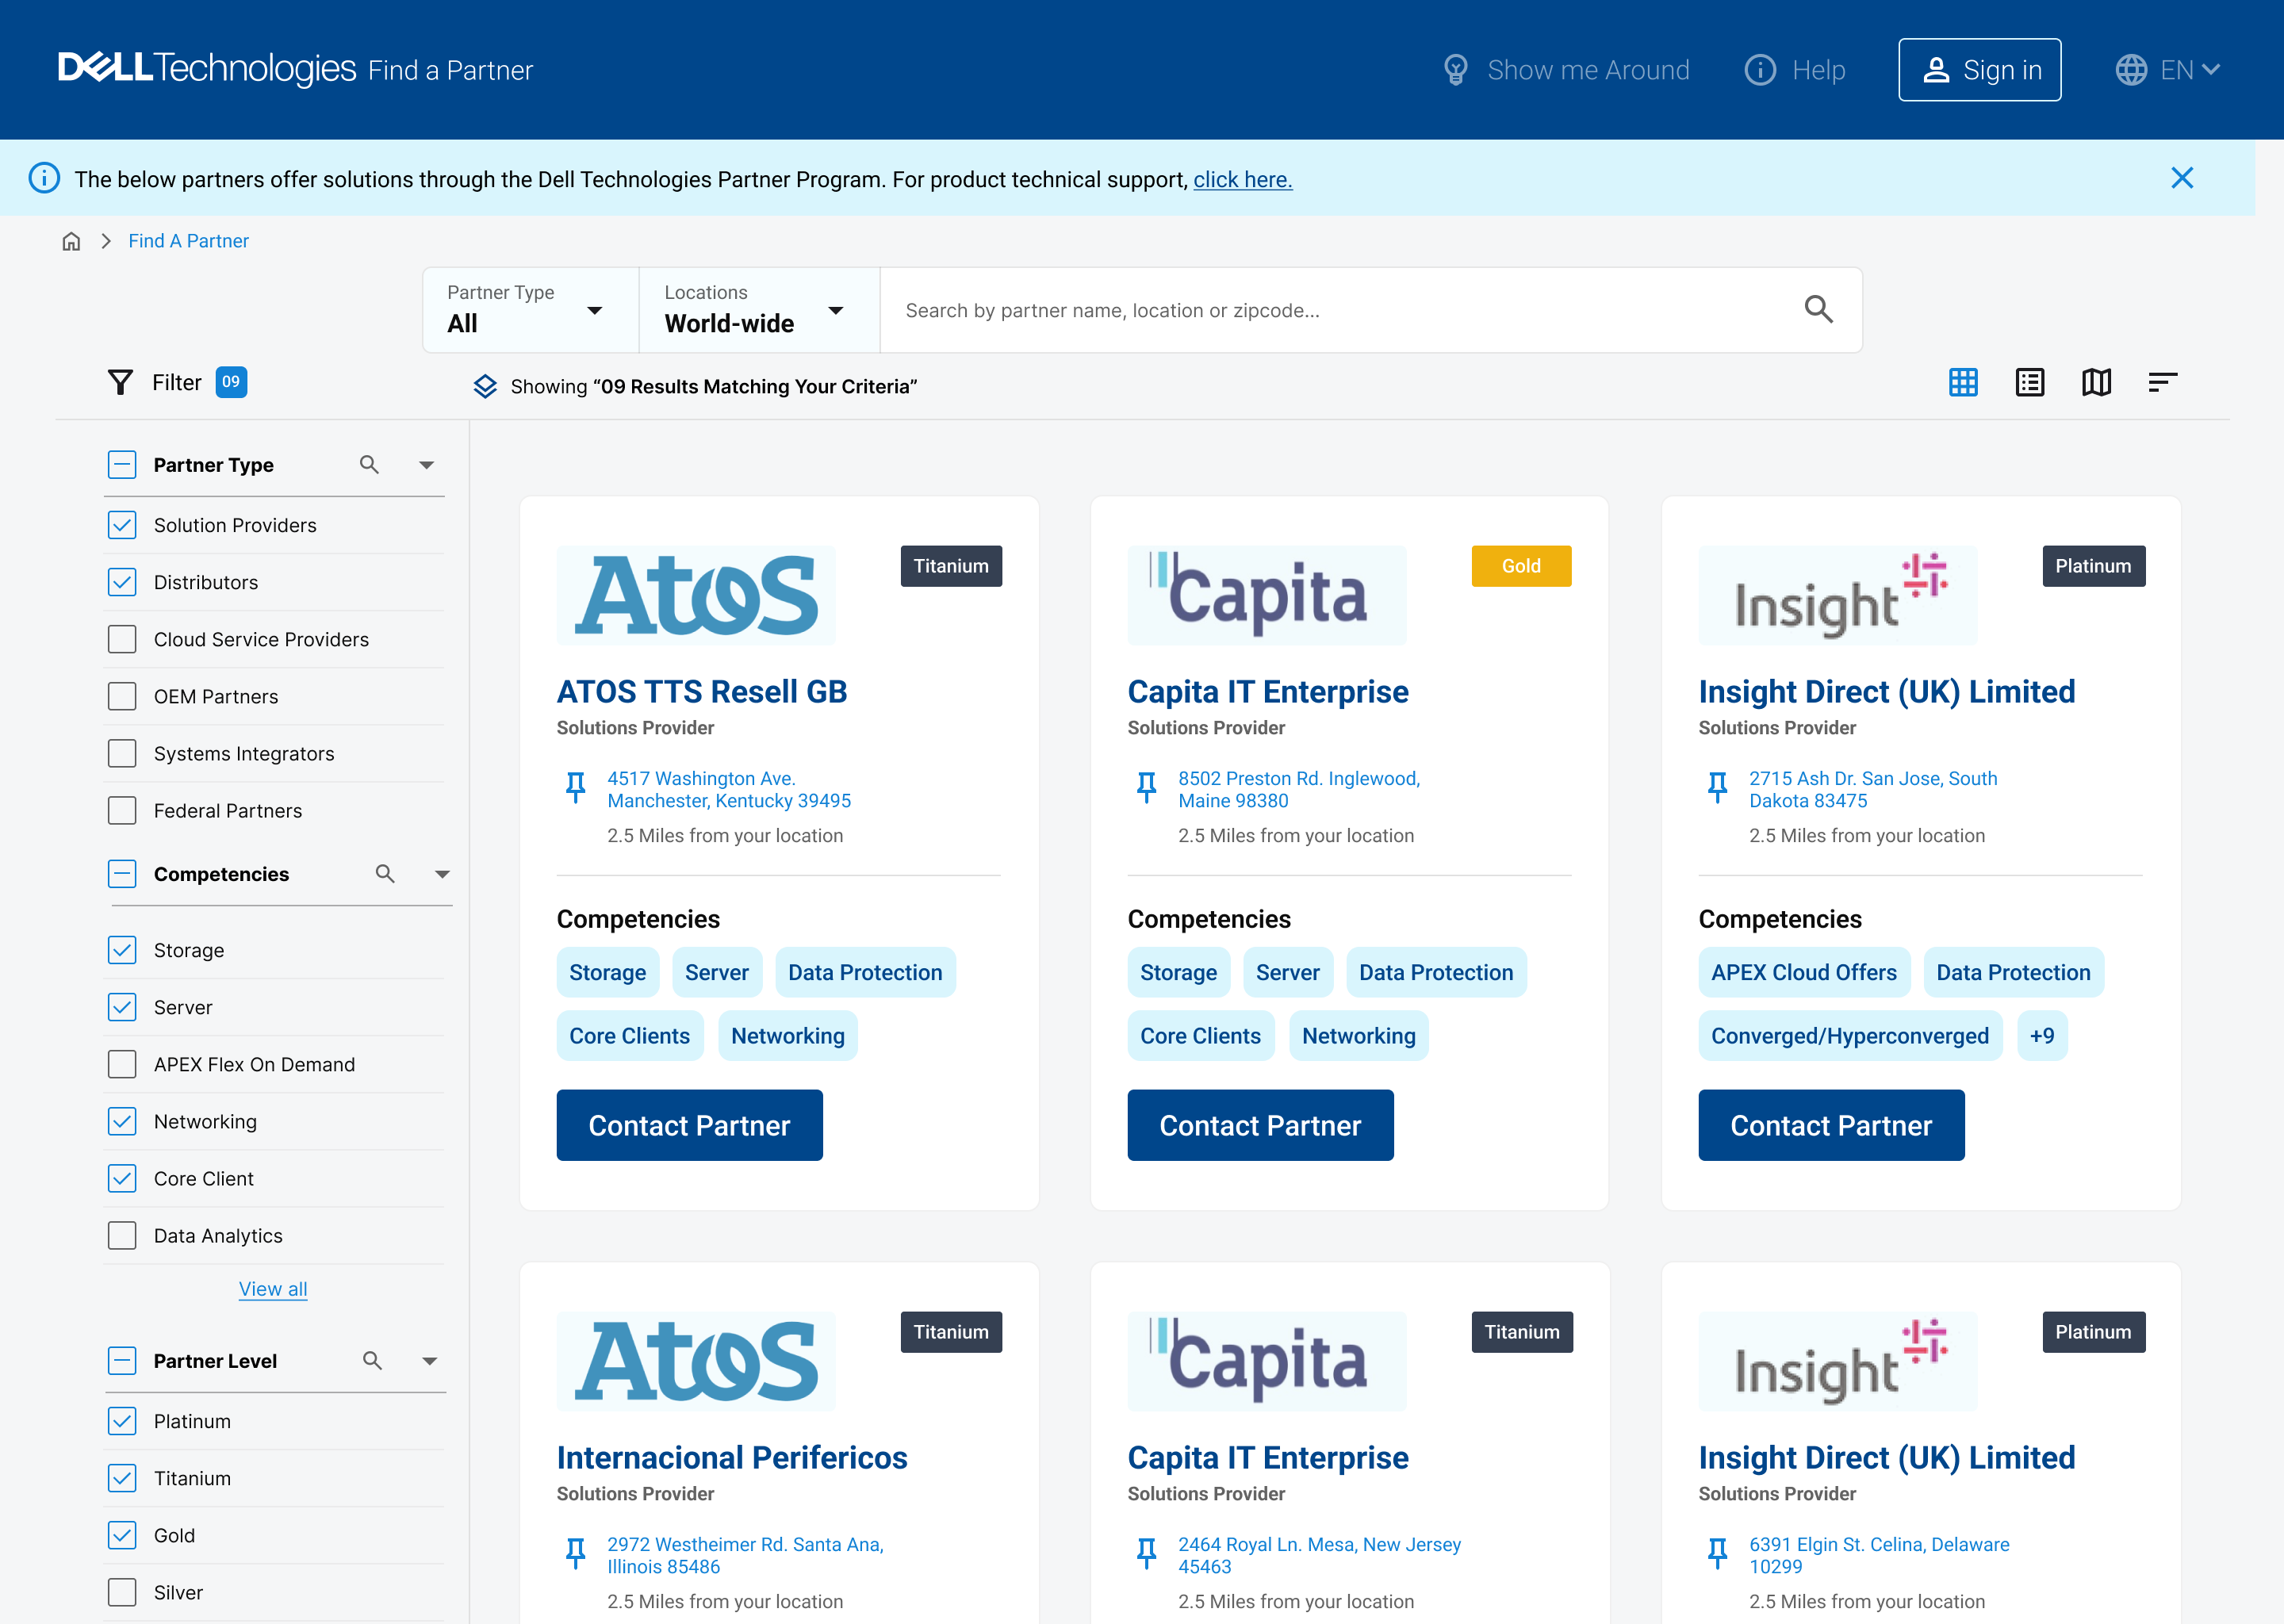 DELLTechnologies Find a Partner
Show me Around
Help
Sign in
EN
The below partners offer solutions through the Dell Technologies Partner Program. For product technical support, click here.
Find A Partner
Partner Type
All
Locations
World-wide
Search by partner name, location or zipcode...
Filter 09
Showing “09 Results Matching Your Criteria”
Partner Type
Solution Providers
Distributors
Cloud Service Providers
OEM Partners
Systems Integrators
Federal Partners
Competencies
Storage
Server
APEX Flex On Demand
Networking
Core Client
Data Analytics
View all
Partner Level
Platinum
Titanium
Gold
Silver
Atos
Titanium
ATOS TTS Resell GB
Solutions Provider
4517 Washington Ave.
Manchester, Kentucky 39495
2.5 Miles from your location
Competencies
Storage Server Data Protection
Core Clients Networking
Contact Partner
Capita
Gold
Capita IT Enterprise
Solutions Provider
8502 Preston Rd. Inglewood,
Maine 98380
2.5 Miles from your location
Competencies
Storage Server Data Protection
Core Clients Networking
Contact Partner
Insight
Platinum
Insight Direct (UK) Limited
Solutions Provider
2715 Ash Dr. San Jose, South
Dakota 83475
2.5 Miles from your location
Competencies
APEX Cloud Offers Data Protection
Converged/Hyperconverged +9
Contact Partner
Atos
Titanium
Internacional Perifericos
Solutions Provider
2972 Westheimer Rd. Santa Ana,
Illinois 85486
2.5 Miles from your location
Capita
Titanium
Capita IT Enterprise
Solutions Provider
2464 Royal Ln. Mesa, New Jersey
45463
2.5 Miles from your location
Insight
Platinum
Insight Direct (UK) Limited
Solutions Provider
6391 Elgin St. Celina, Delaware
10299
2.5 Miles from your location